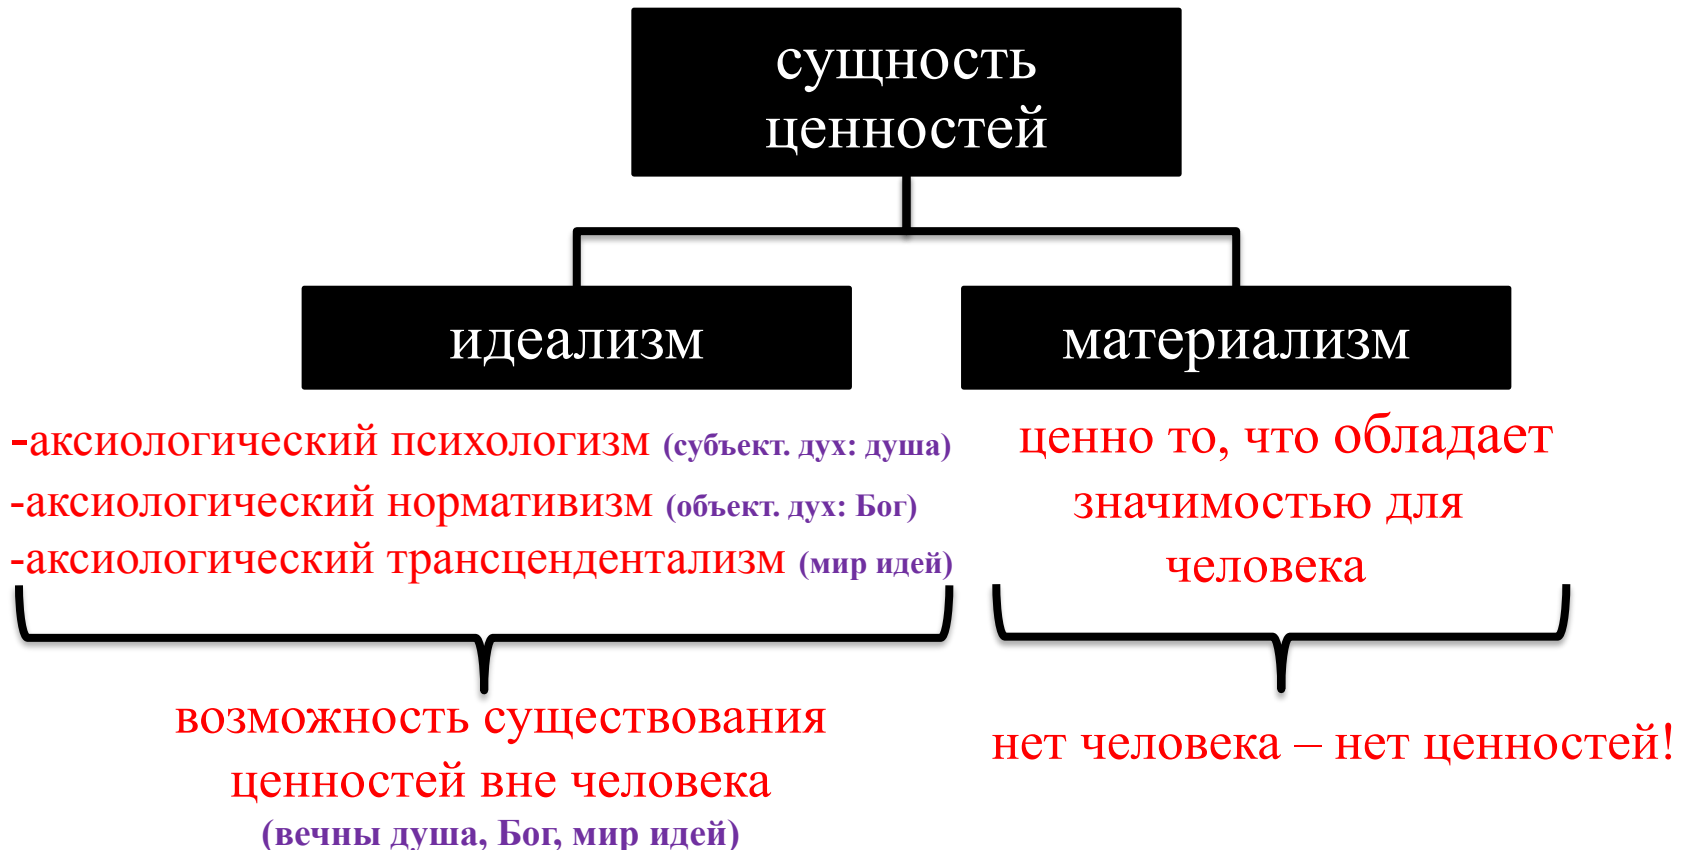 сущность
ценностей
идеализм
материализм
-аксиологический психологизм (субъект. дух: душа)
-аксиологический нормативизм (объект. дух: Бог)
-аксиологический трансцендентализм (мир идей)
ценно то, что обладает
значимостью для
человека
возможность существования
ценностей вне человека
(вечны душа, Бог, мир идей)
нет человека – нет ценностей!